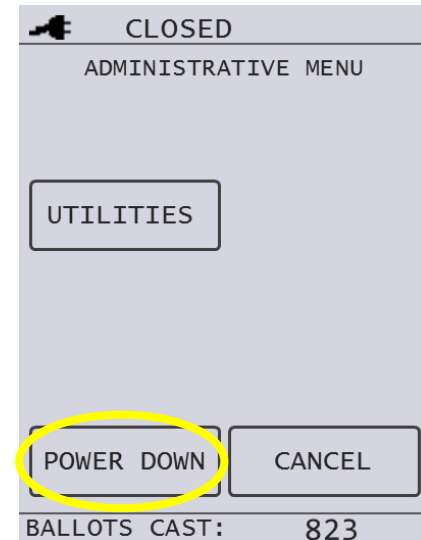 CLOSED
ADMINISTRATIVE MENU
UTILITIES
POWER DOWN CANCEL
BALLOTS CAST: 823